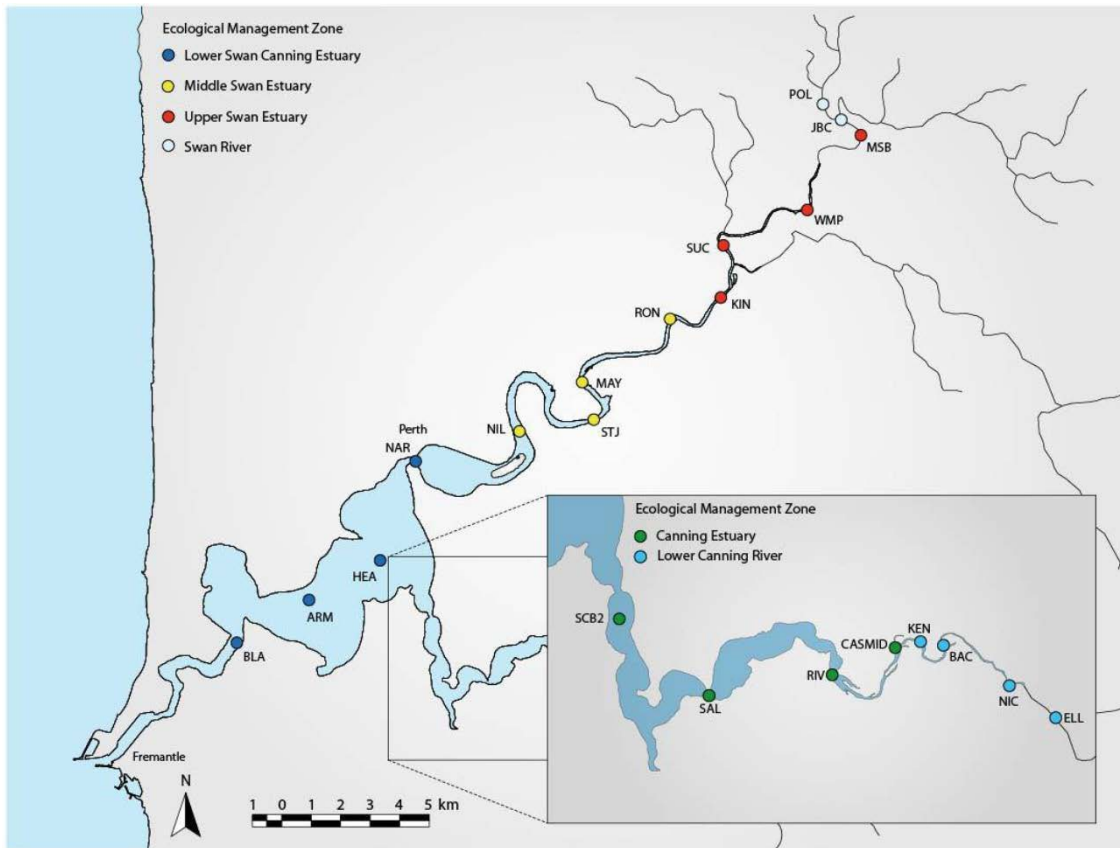 Ecological Management Zone
Lower Swan Canning Estuary
Middle Swan Estuary
Upper Swan Estuary
Swan River
POL
JBC
MSB
WMP
SUC
KIN
RON
MAY
STJ
NIL
Perth
NAR
HEA
ARM
BLA
Fremantle
N
1 0 1 2 3 4 5 km
Ecological Management Zone
Canning Estuary
Lower Canning River
SCB2
SAL
RIV
CASMID
KEN
BAC
NIC
ELL